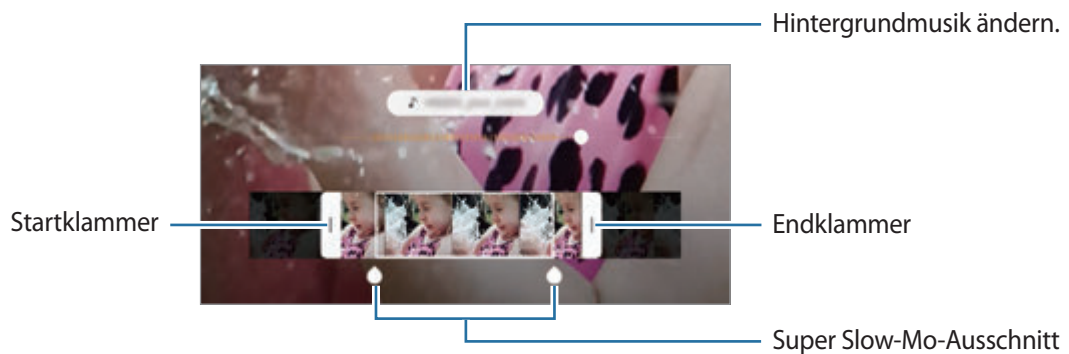 Hintergrundmusik ändern.
Startklammer
Endklammer
Super Slow-Mo-Ausschnitt